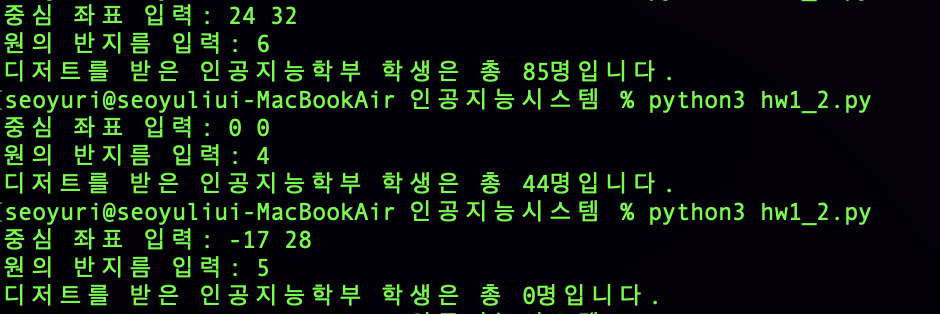 중심 좌표 입력: 24 32
원의 반지름 입력: 6
디저트를 받은 인공지능학부 학생은 총 85명입니다.
seoyuri@seoyuliui-MacBookAir 인공지능시스템 % python3 hw1_2.py
중심 좌표 입력: 0 0
원의 반지름 입력: 4
디저트를 받은 인공지능학부 학생은 총 44명입니다.
seoyuri@seoyuliui-MacBookAir 인공지능시스템 % python3 hw1_2.py
중심 좌표 입력: -17 28
원의 반지름 입력: 5
디저트를 받은 인공지능학부 학생은 총 0명입니다.